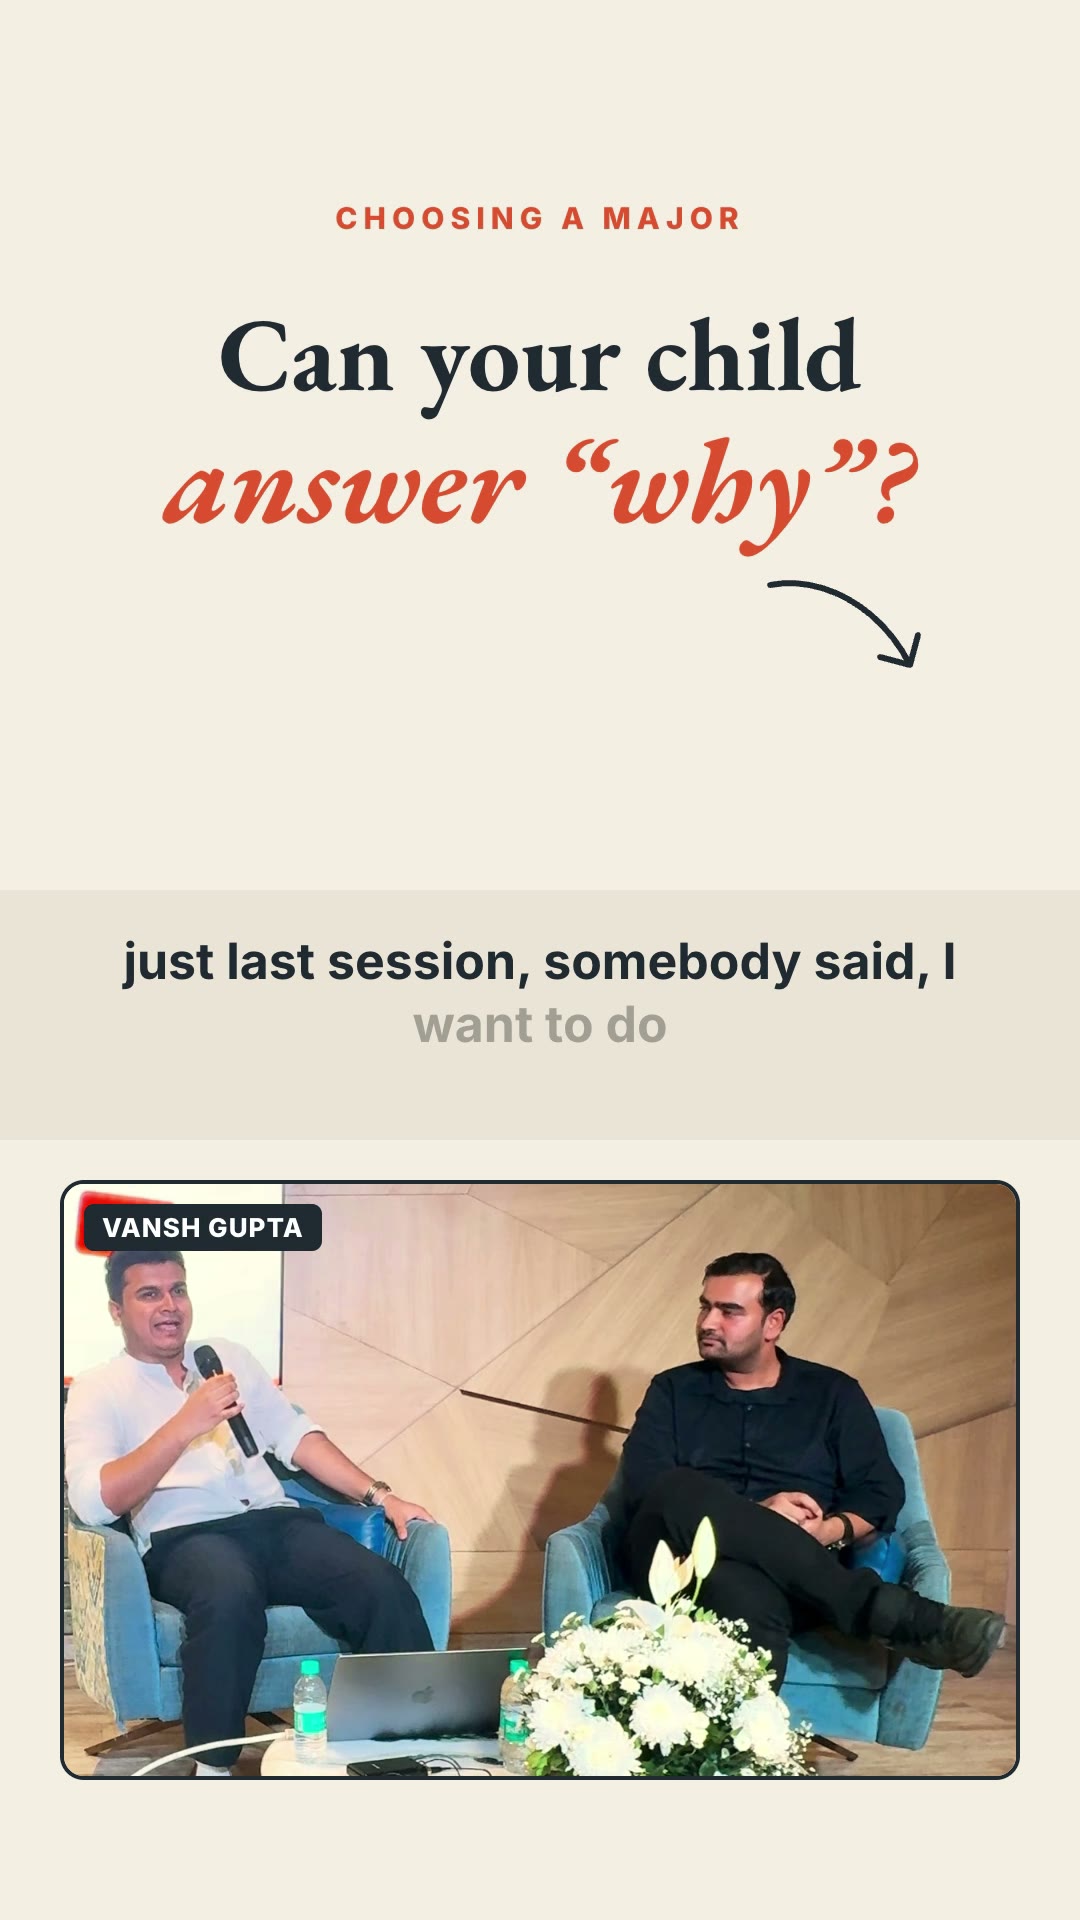 CHOOSING A MAJOR
Can your child
answer “why”?
just last session, somebody said, I
want to do
VANSH GUPTA